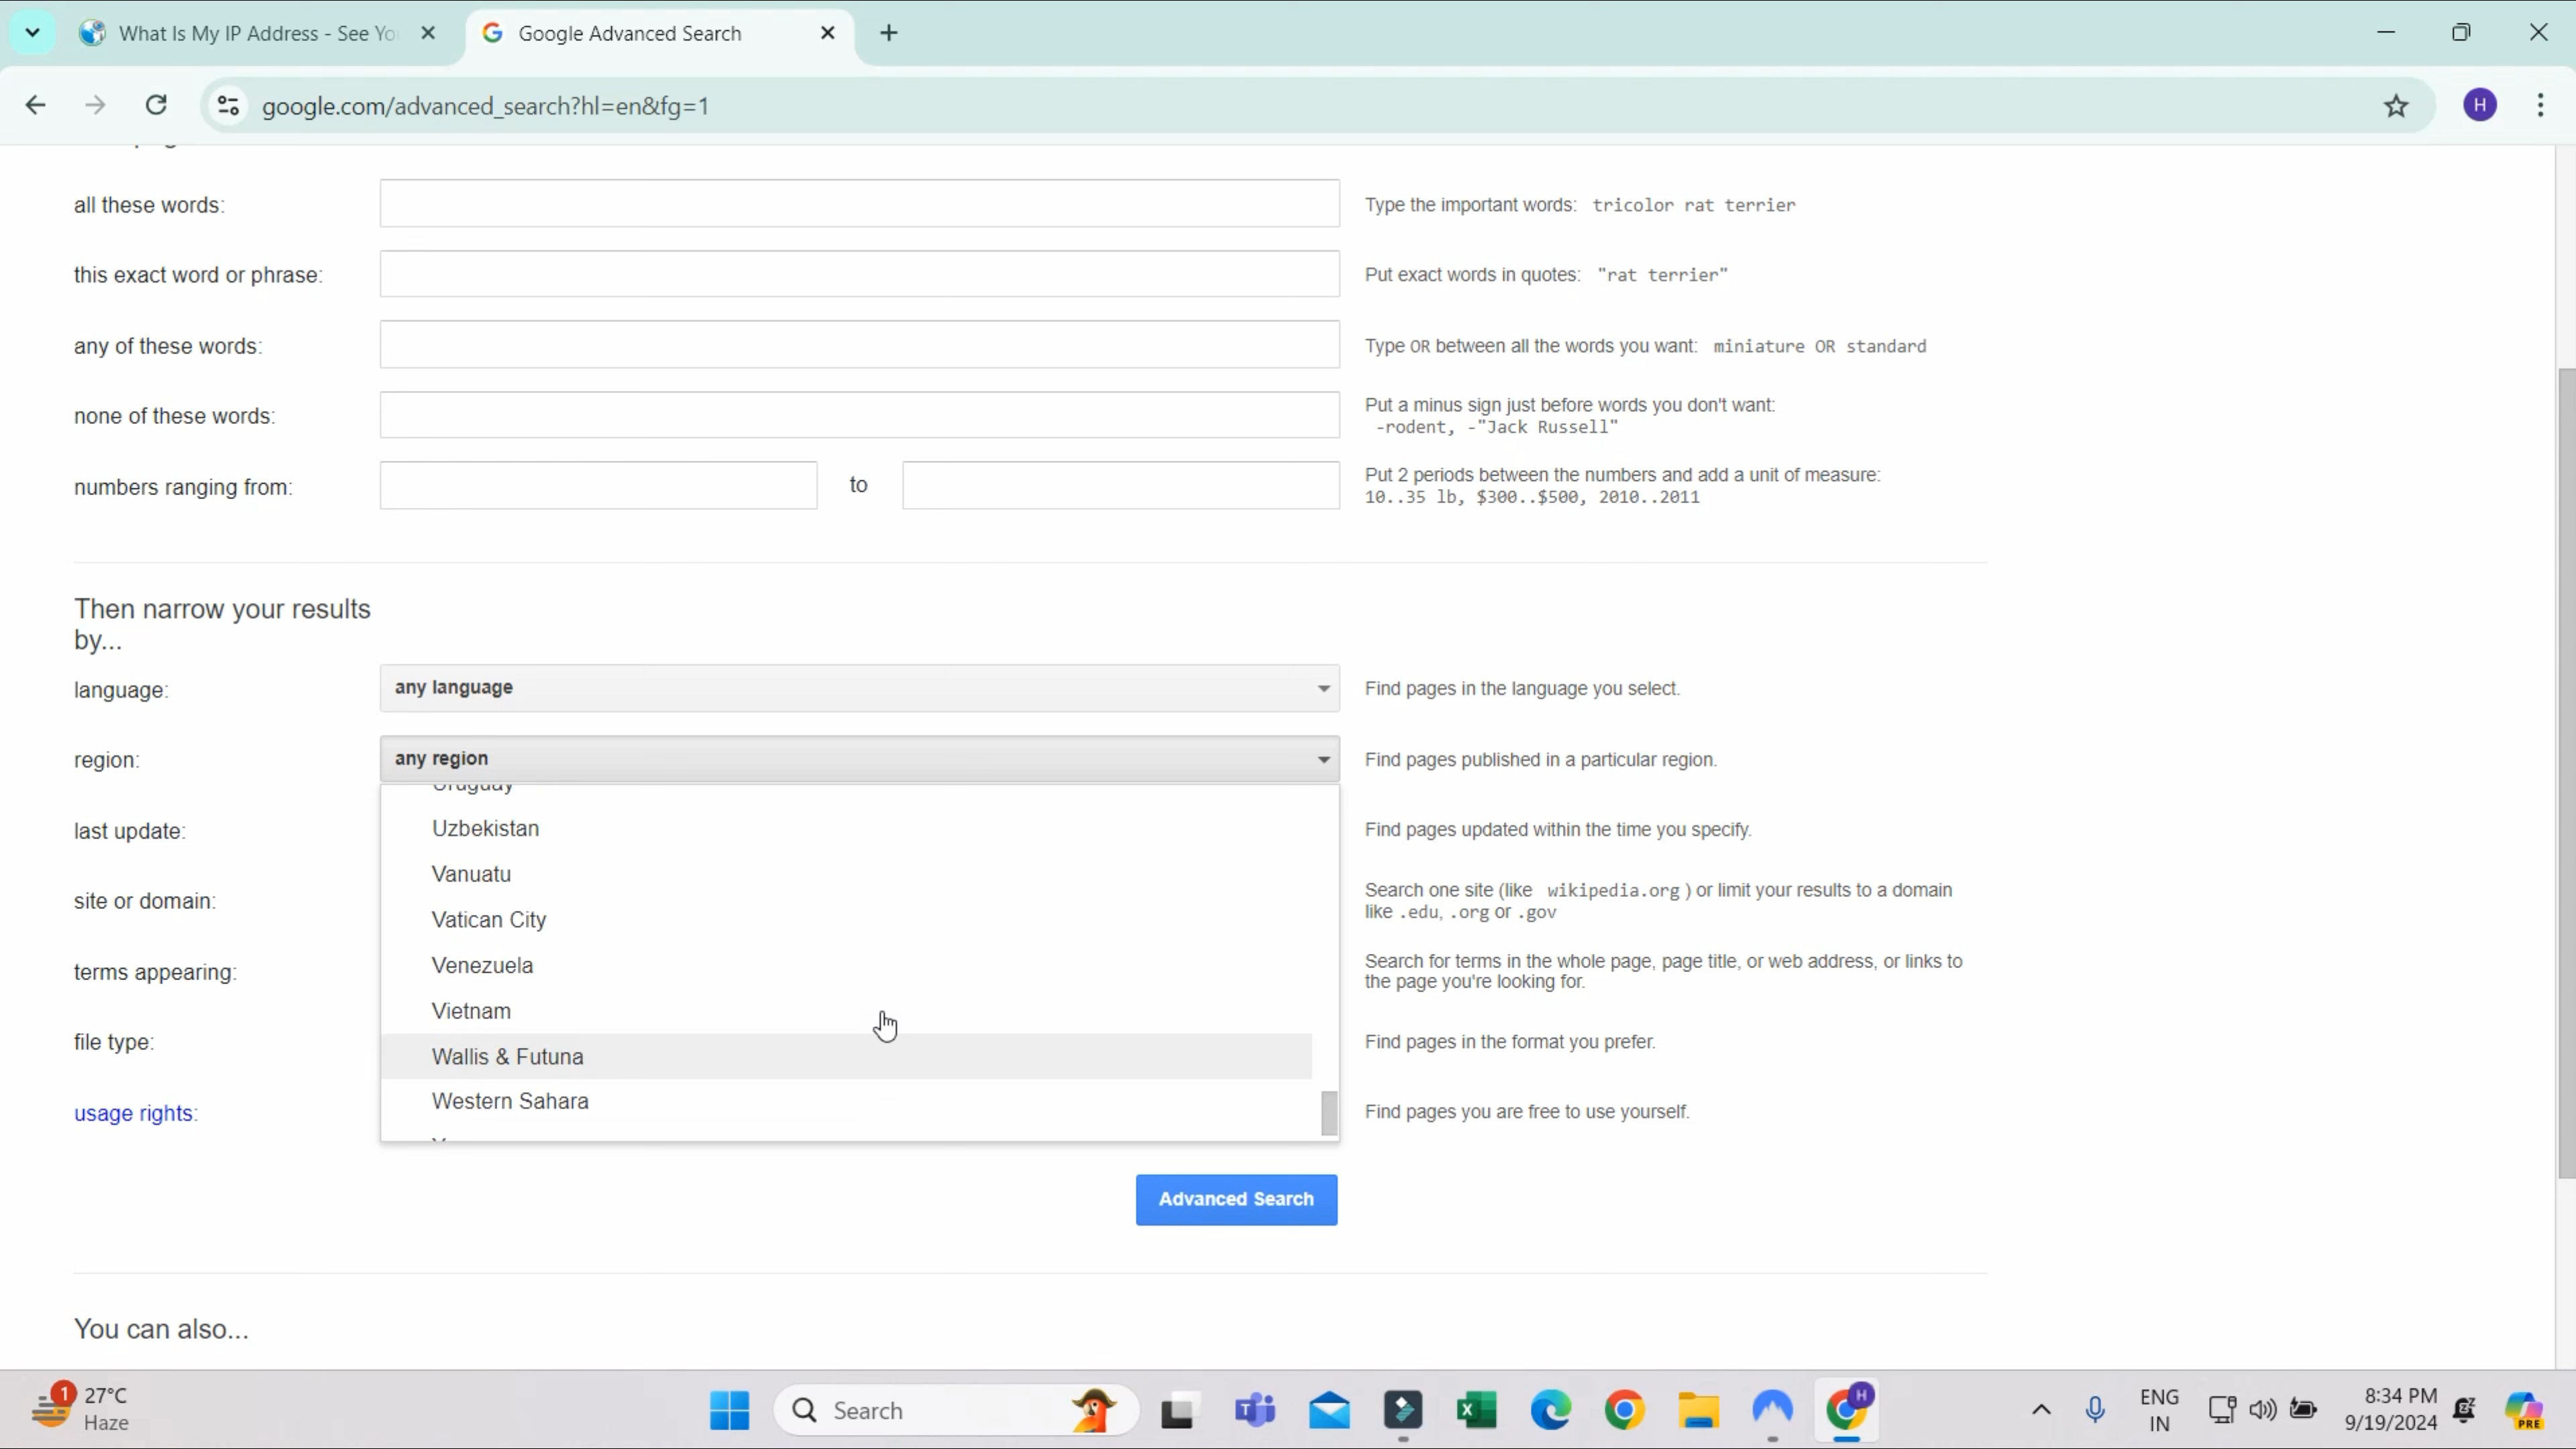 What Is My IP Address - See Yo
Google Advanced Search
google.com/advanced_search?hl=en&fg=1
H
all these words:
Type the important words: tricolor rat terrier
this exact word or phrase:
Put exact words in quotes: "rat terrier"
any of these words:
Type OR between all the words you want: miniature OR standard
none of these words:
Put a minus sign just before words you don't want:
-rodent, -"Jack Russell"
numbers ranging from:
to
Put 2 periods between the numbers and add a unit of measure:
10..35 lb, $300..$500, 2010..2011
Then narrow your results
by...
language:
any language
Find pages in the language you select.
region:
any region
Find pages published in a particular region.
Uruguay
Uzbekistan
Vanuatu
Vatican City
Venezuela
Vietnam
Wallis & Futuna
Western Sahara
last update:
Find pages updated within the time you specify.
site or domain:
Search one site (like wikipedia.org ) or limit your results to a domain
like .edu, .org or .gov
terms appearing:
Search for terms in the whole page, page title, or web address, or links to
the page you're looking for.
file type:
Find pages in the format you prefer.
usage rights:
Find pages you are free to use yourself.
Advanced Search
You can also...
1
27°C
Haze
Search
T
X
H
ENG
IN
8:34 PM
9/19/2024
PRE